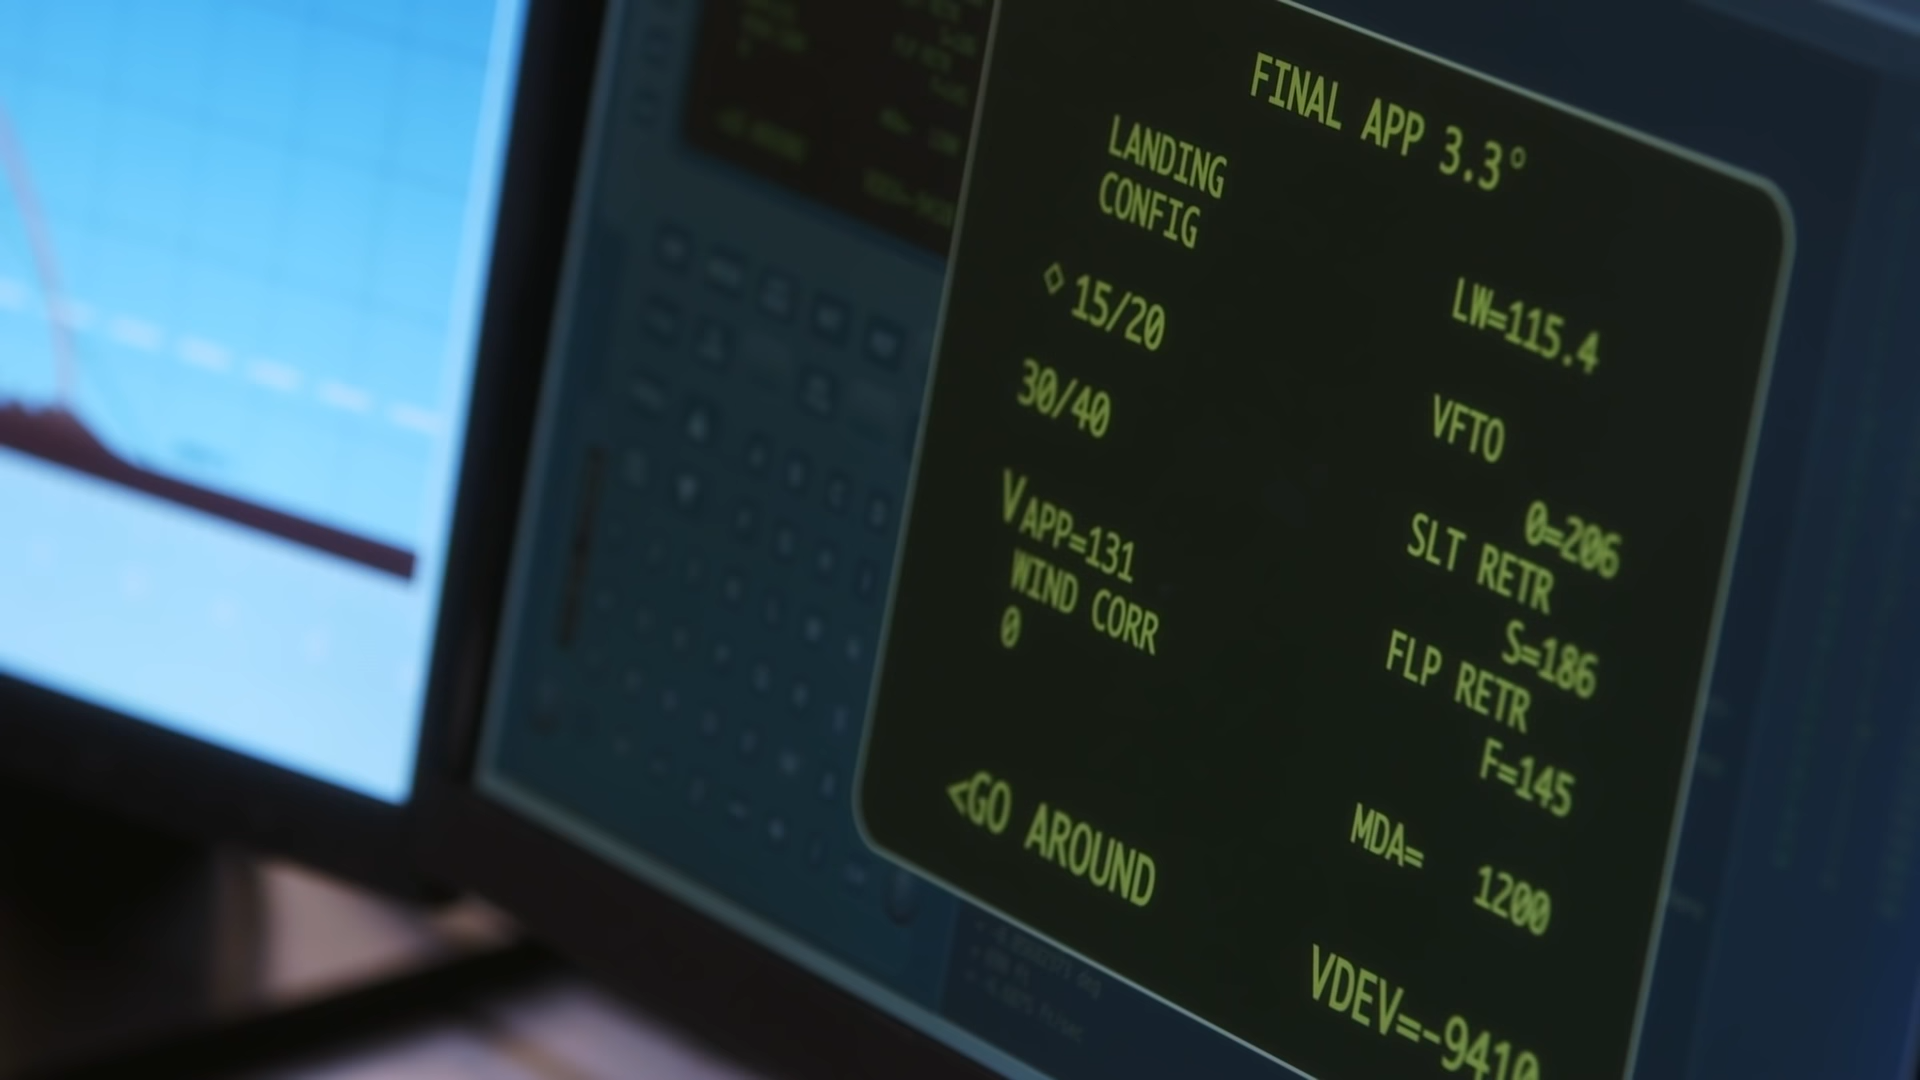 FINAL APP 3.3°
LANDING
CONFIG
◇ 15/20
LW=115.4
30/40
VFTO
0=206
VAPP=131
SLT RETR
WIND CORR
S=186
0
FLP RETR
F=145
<GO AROUND
MDA=
1200
VDEV=-9410